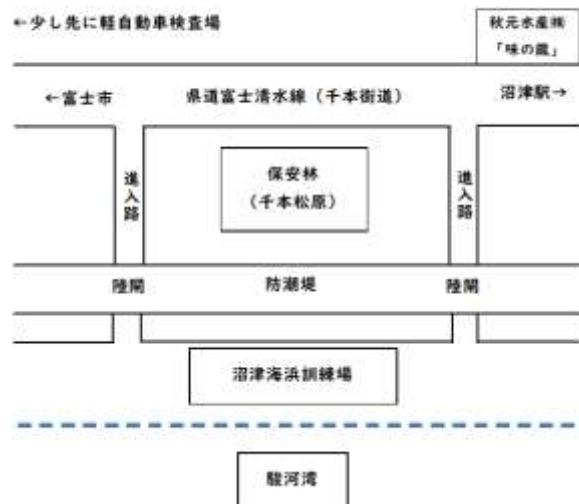 ←少し先に軽自動車検査場
秋元水産㈱
「味の蔵」
←富士市
県道富士清水線（千本街道）
沼津駅→
進入路
保安林
（千本松原）
進入路
陸閘
防潮堤
陸閘
沼津海浜訓練場
駿河湾